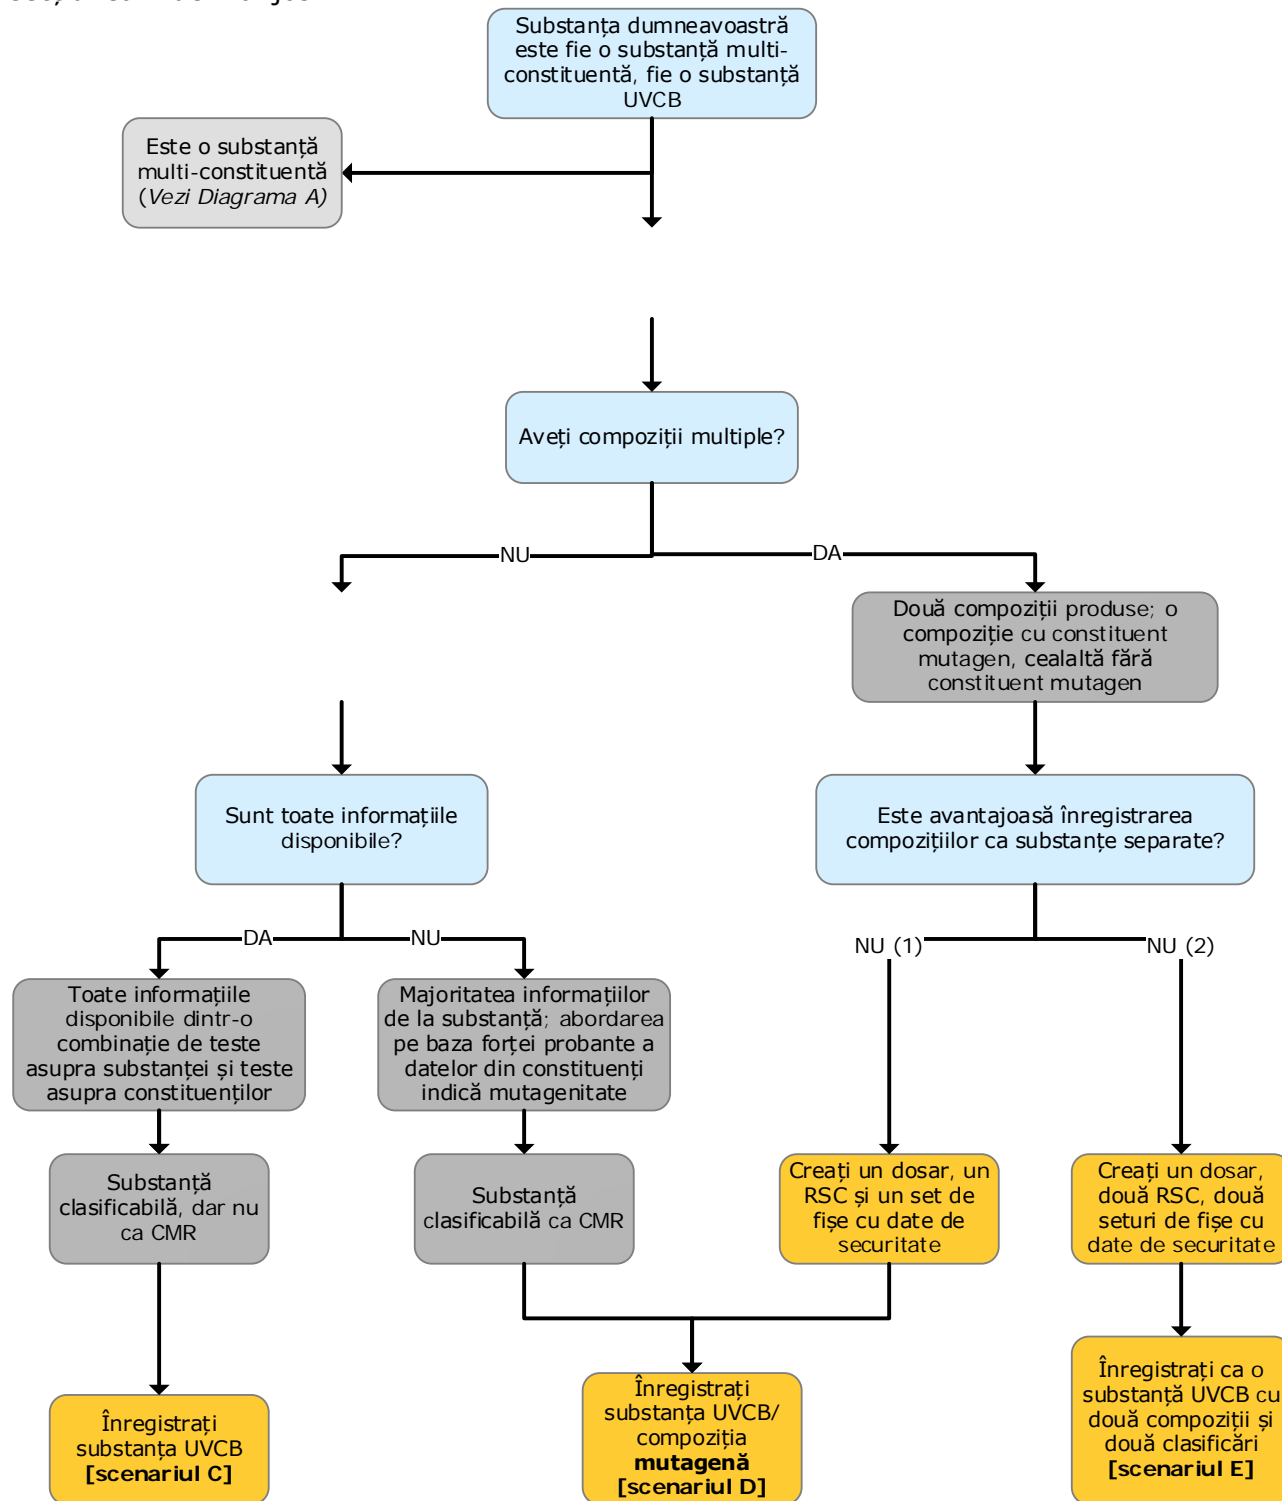 Substanța dumneavoastră
este fie o substanță multi-
constituentă, fie o substanță
UVCB
Este o substanță
multi-constituentă
(Vezi Diagrama A)
Aveți compoziții multiple?
NU
DA
Două compoziții produse; o
compoziție cu constituent
mutagen, cealaltă fără
constituent mutagen
Sunt toate informațiile
disponibile?
Este avantajoasă înregistrarea
compozițiilor ca substanțe separate?
DA
NU
NU (1)
NU (2)
Toate informațiile
disponibile dintr-o
combinație de teste
asupra substanței și teste
asupra constituenților
Majoritatea informațiilor
de la substanță; abordarea
pe baza forței probante a
datelor din constituenți
indică mutagenitate
Substanță
clasificabilă, dar nu
ca CMR
Substanță
clasificabilă ca CMR
Creați un dosar, un
RSC și un set de
fișe cu date de
securitate
Creați un dosar,
două RSC, două
seturi de fișe cu
date de securitate
Înregistrați
substanța UVCB
[scenariul C]
Înregistrați
substanța UVCB/
compoziția
mutagenă
[scenariul D]
Înregistrați ca o
substanță UVCB cu
două compoziții și
două clasificări
[scenariul E]